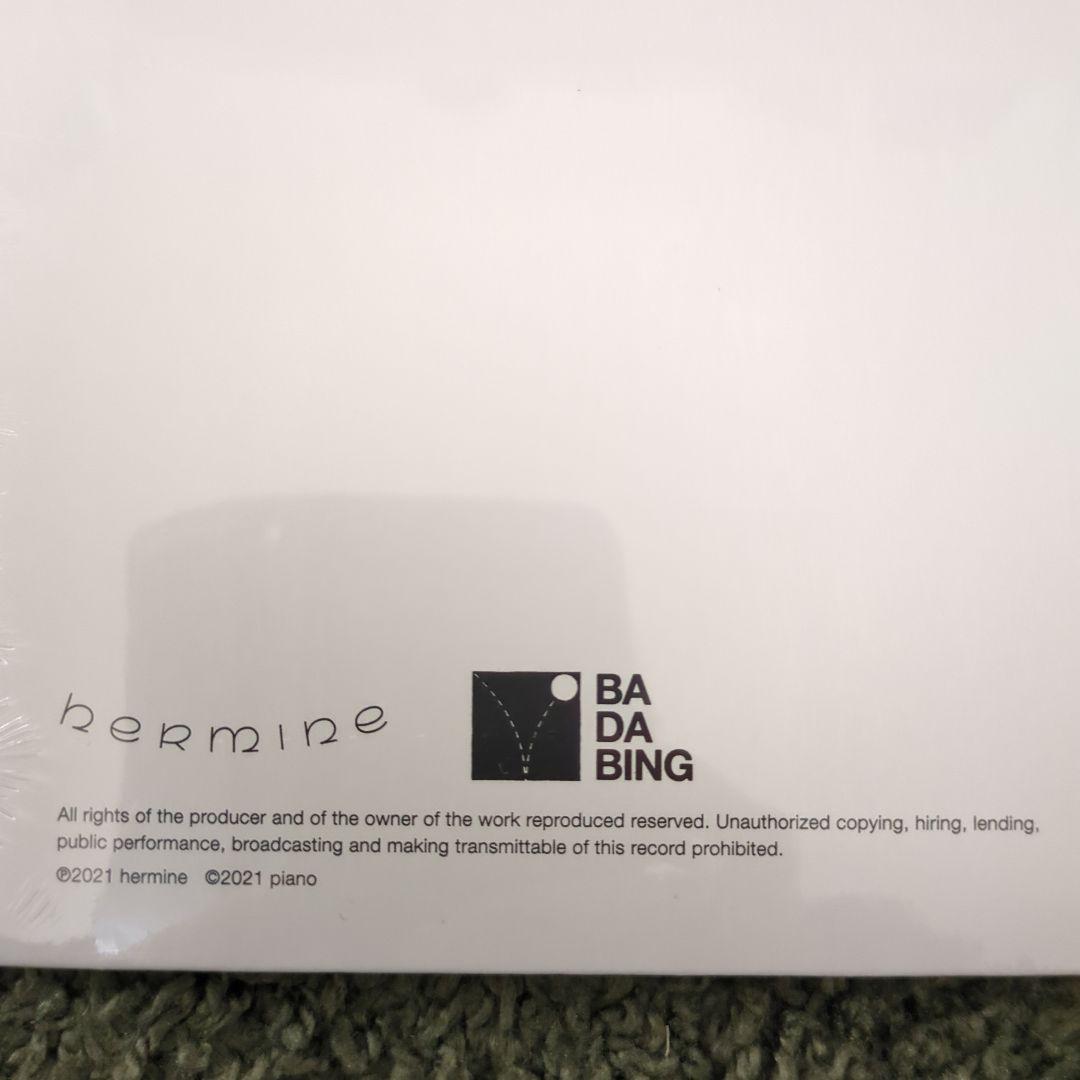 hermine
BA
DA
BING
All rights of the producer and of the owner of the work reproduced reserved. Unauthorized copying, hiring, lending,
public performance, broadcasting and making transmittable of this record prohibited.
℗2021 hermine ©2021 piano